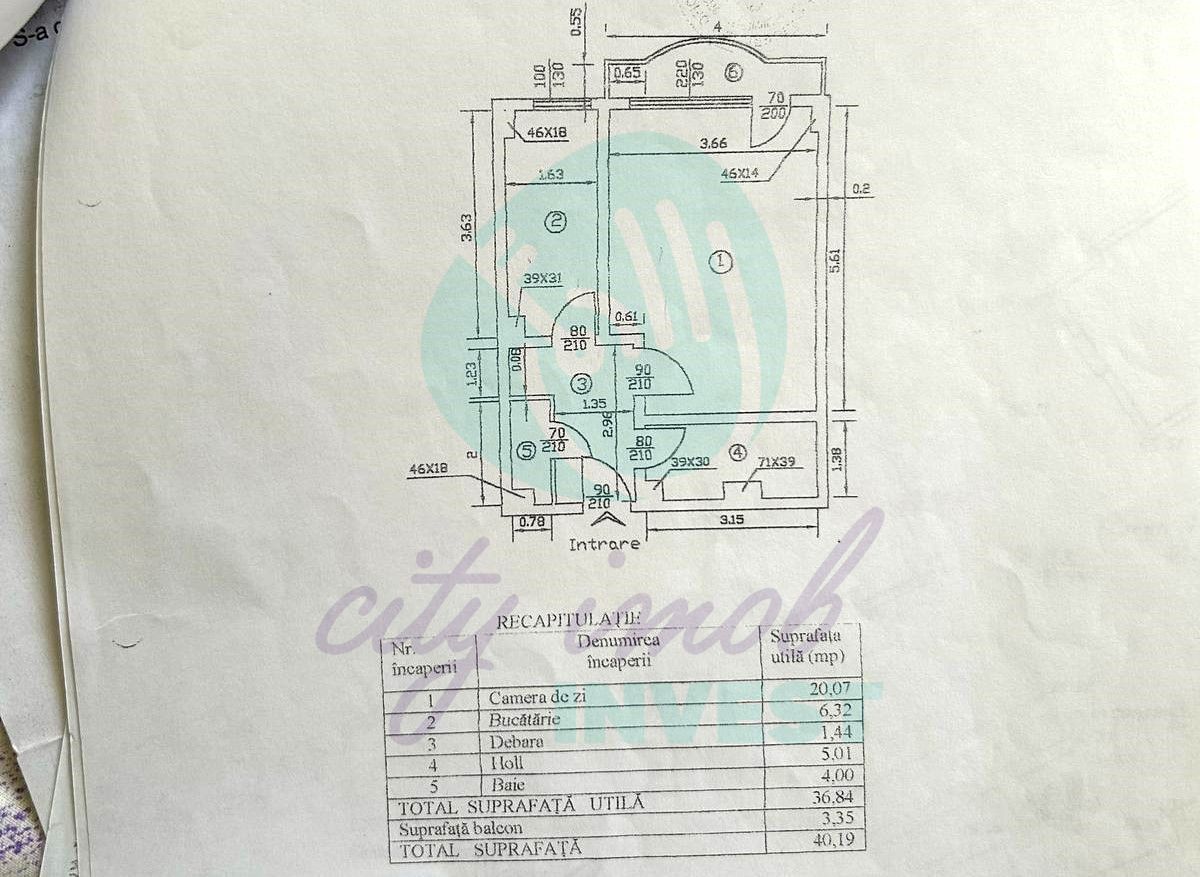 S-a
0.55
4
100
130
0.65
220
130
6
70
200
46X18
3.66
46X14
1.63
0.2
3.63
2
1
5.61
39X31
0.61
80
210
0.08
1.23
3
90
210
1.35
2.96
70
210
80
210
5
4
39X30
71X39
1.38
2
46X18
90
210
0.78
3.15
Intrare
city imob
INVEST
RECAPITULAŢIE
Nr. încaperii Denumirea încaperii Suprafaţa utilă (mp)
1 Camera de zi 20,07
2 Bucătărie 6,32
3 Debara 1,44
4 Holl 5,01
5 Baie 4,00
TOTAL SUPRAFAŢĂ UTILĂ 36,84
Suprafaţă balcon 3,35
TOTAL SUPRAFAŢĂ 40,19